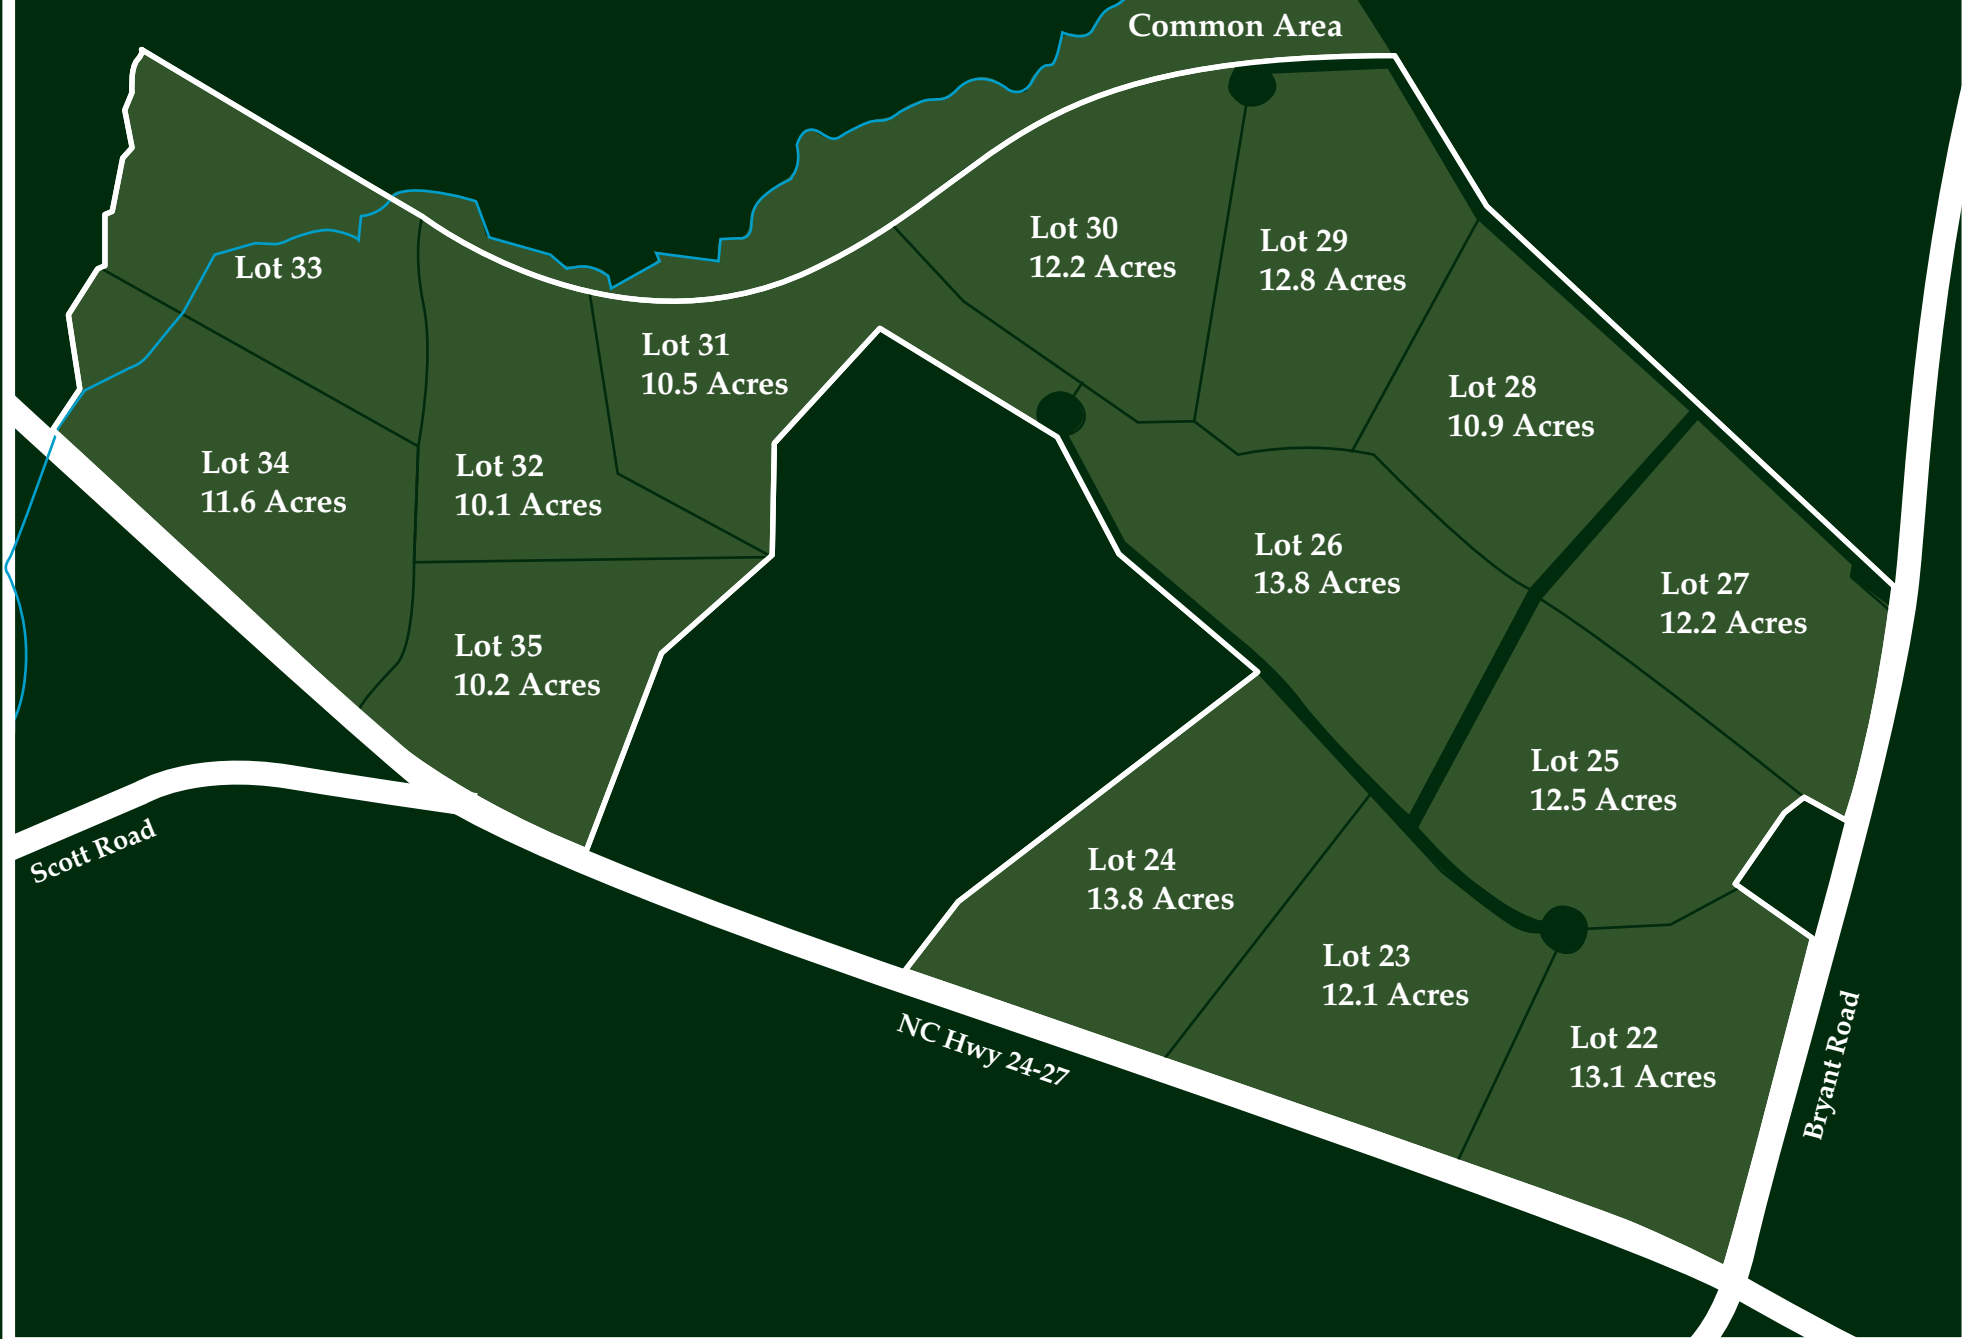 Common Area
Lot 30
12.2 Acres
Lot 29
12.8 Acres
Lot 33
Lot 31
10.5 Acres
Lot 28
10.9 Acres
Lot 34
11.6 Acres
Lot 32
10.1 Acres
Lot 26
13.8 Acres
Lot 27
12.2 Acres
Lot 35
10.2 Acres
Lot 25
12.5 Acres
Scott Road
Lot 24
13.8 Acres
Lot 23
12.1 Acres
NC Hwy 24-27
Lot 22
13.1 Acres
Bryant Road